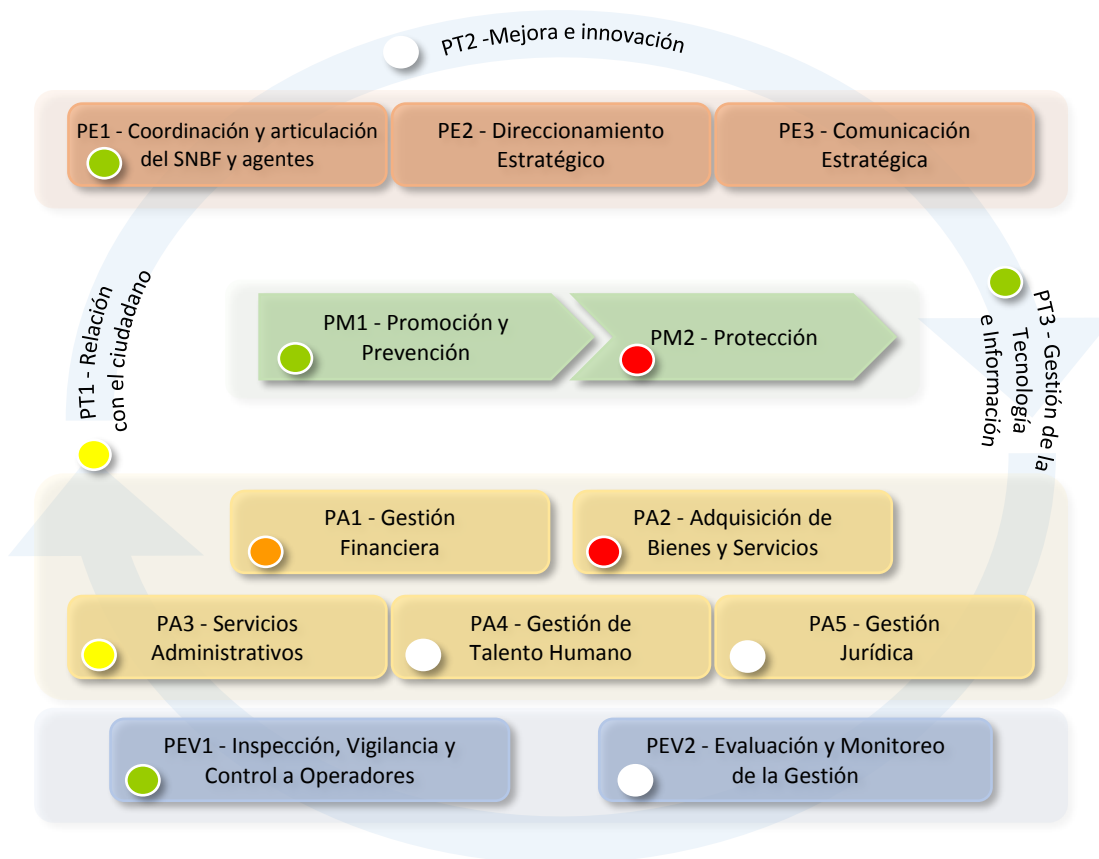 PT2 -Mejora e innovación
PE1 - Coordinación y articulación
del SNBF y agentes
PE2 - Direccionamiento
Estratégico
PE3 - Comunicación
Estratégica
PT1 - Relación
con el ciudadano
PM1 - Promoción y
Prevención
PM2 - Protección
PT3 - Gestión de la
Tecnología
e Información
PA1 - Gestión
Financiera
PA2 - Adquisición de
Bienes y Servicios
PA3 - Servicios
Administrativos
PA4 - Gestión de
Talento Humano
PA5 - Gestión
Jurídica
PEV1 - Inspección, Vigilancia y
Control a Operadores
PEV2 - Evaluación y Monitoreo
de la Gestión